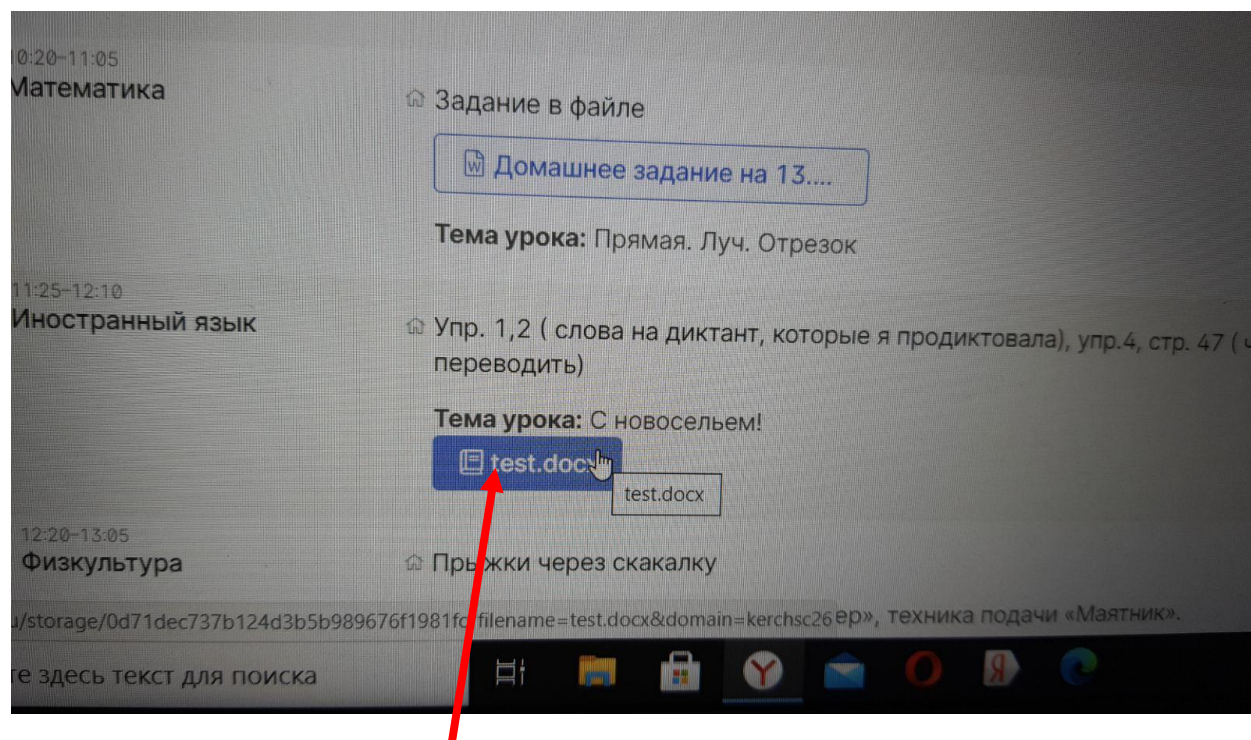 0:20-11:05
Математика
Задание в файле
W Домашнее задание на 13....
Тема урока: Прямая. Луч. Отрезок
11:25-12:10
Иностранный язык
Упр. 1,2 ( слова на диктант, которые я продиктовала), упр.4, стр. 47 (
переводить)
Тема урока: С новосельем!
test.docx
test.docx
12:20-13:05
Физкультура
Прыжки через скакалку
u/storage/0d71dec737b124d3b5b989676f1981fc filename=test.docx&domain=kerchsc26 ер», техника подачи «Маятник».
те здесь текст для поиска
Y
O
Я